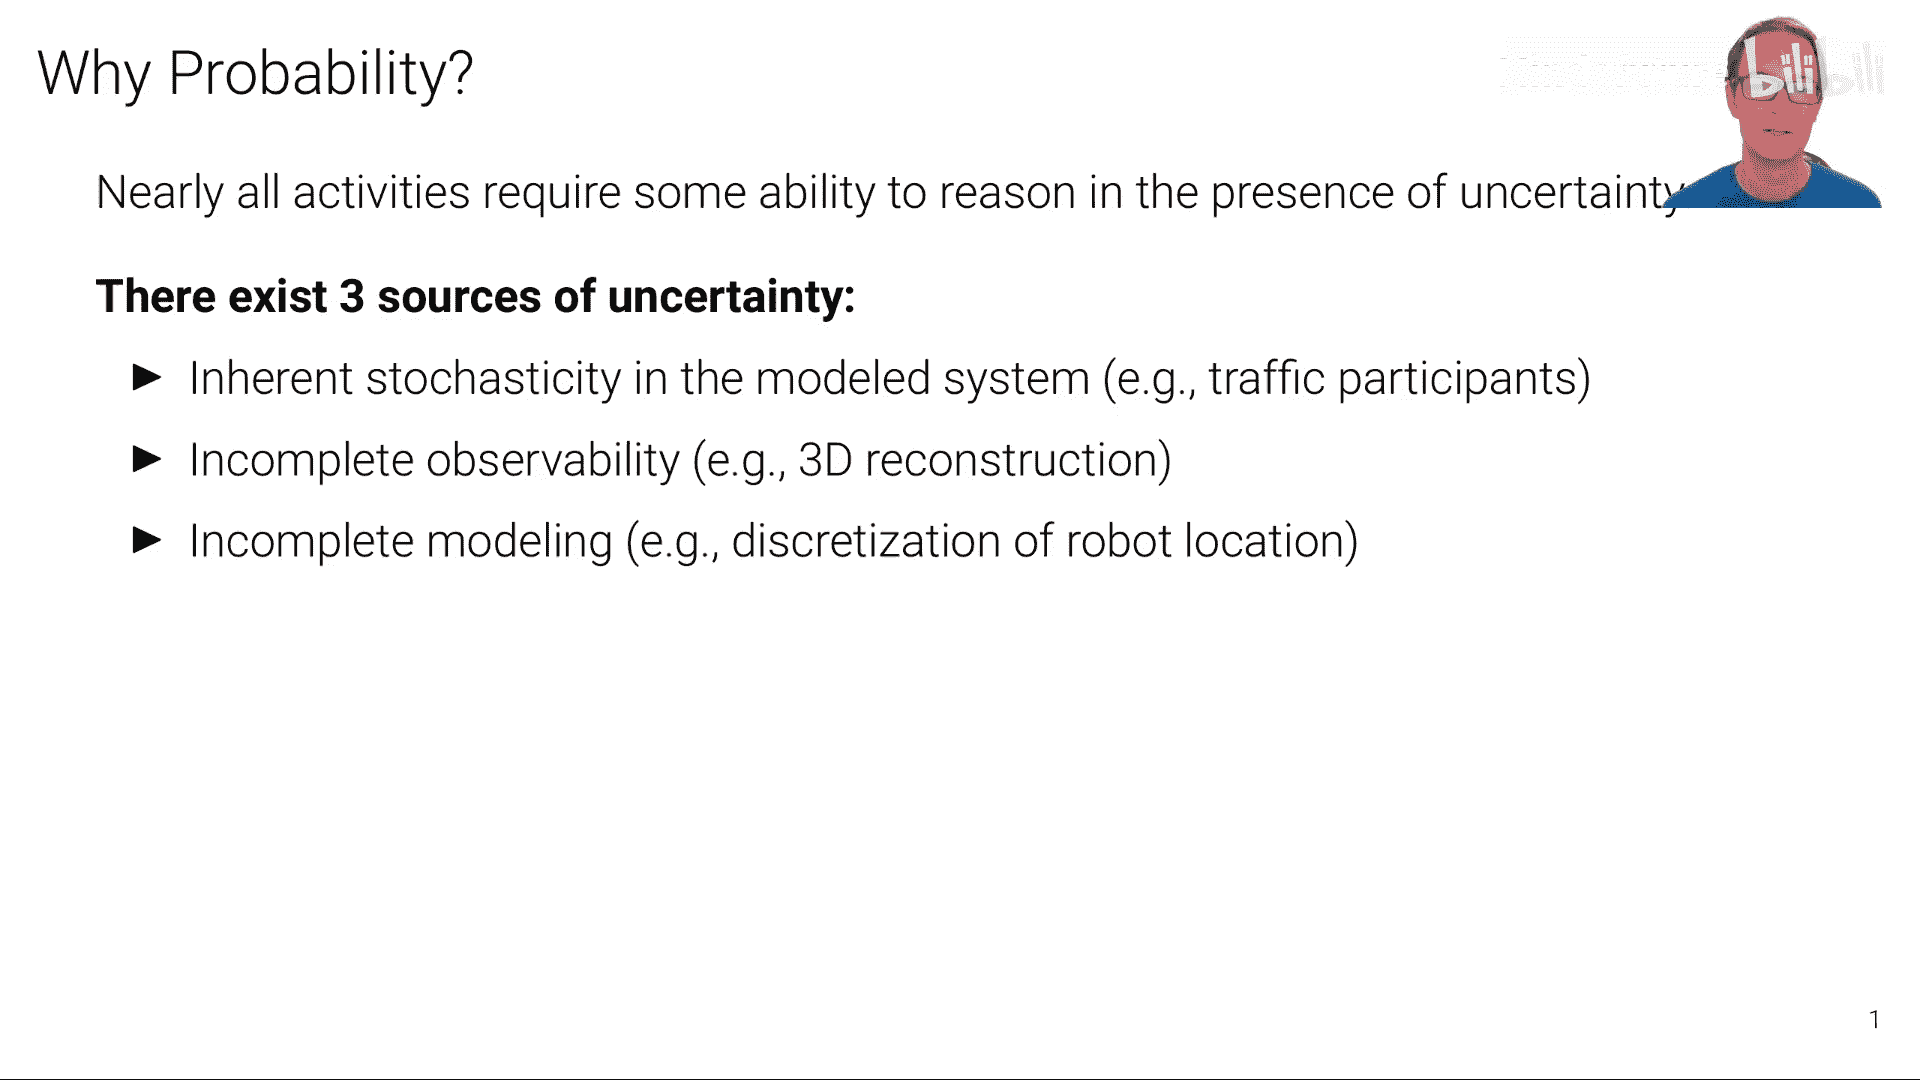 Why Probability?
Nearly all activities require some ability to reason in the presence of uncertainty
There exist 3 sources of uncertainty:
► Inherent stochasticity in the modeled system (e.g., traffic participants)
► Incomplete observability (e.g., 3D reconstruction)
► Incomplete modeling (e.g., discretization of robot location)
bili
bili
1